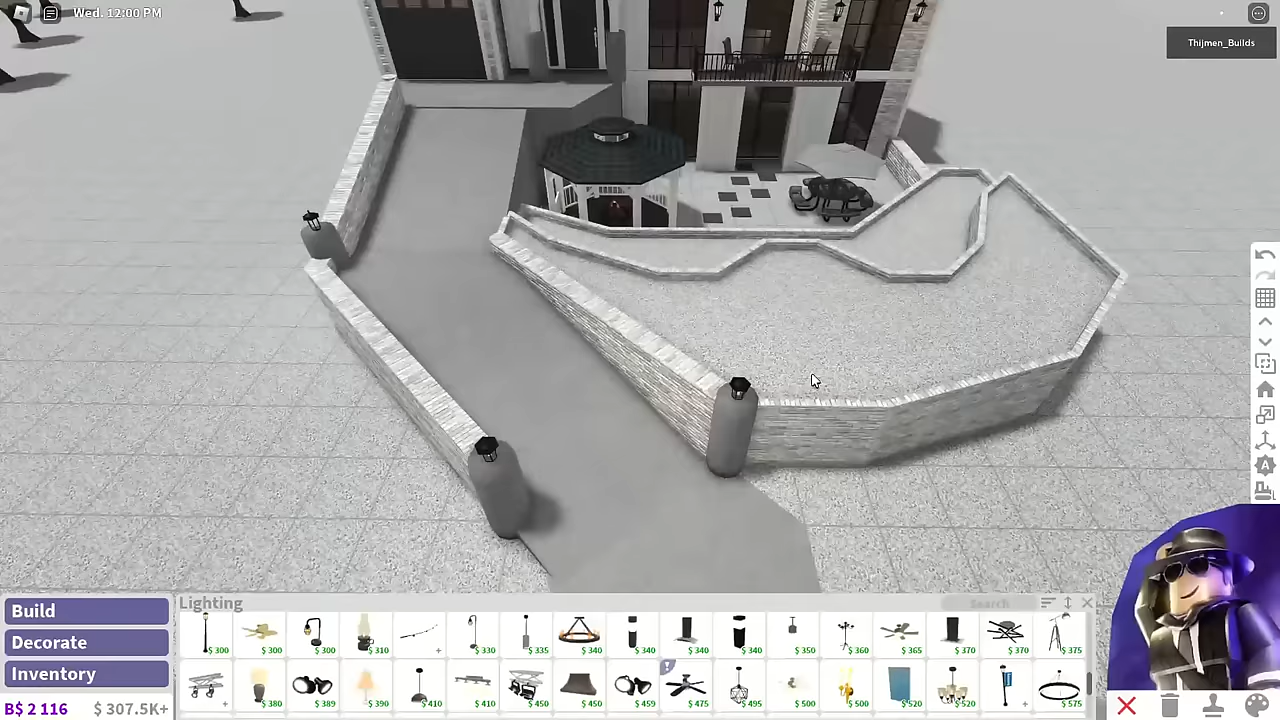 Wed. 12:00 PM
Thijmen_Builds
Build
Decorate
Inventory
B$ 2 116 $ 307.5K+
Lighting
Search
$ 300 $ 300 $ 300 $ 310 + $ 330 $ 335 $ 340 $ 340 $ 340 $ 340 $ 350 $ 360 $ 365 $ 370 $ 370 $ 375
+ $ 380 $ 389 $ 390 $ 410 $ 410 $ 450 $ 450 $ 459 $ 475 $ 495 $ 500 $ 500 $ 520 $ 520 + $ 575
A